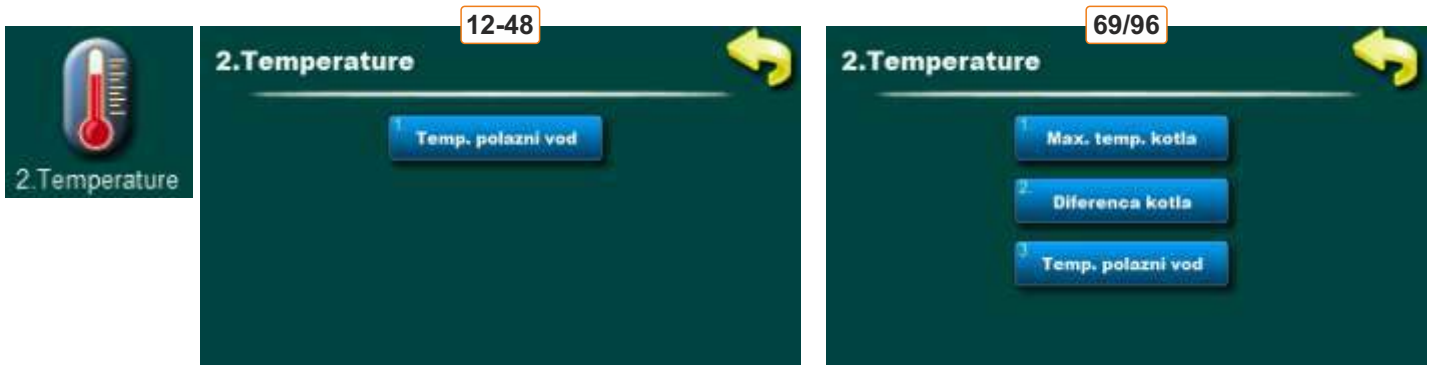 2.Temperature
12-48
2.Temperature
1
Temp. polazni vod
69/96
2.Temperature
1
Max. temp. kotla
2.
Diferenca kotla
3
Temp. polazni vod